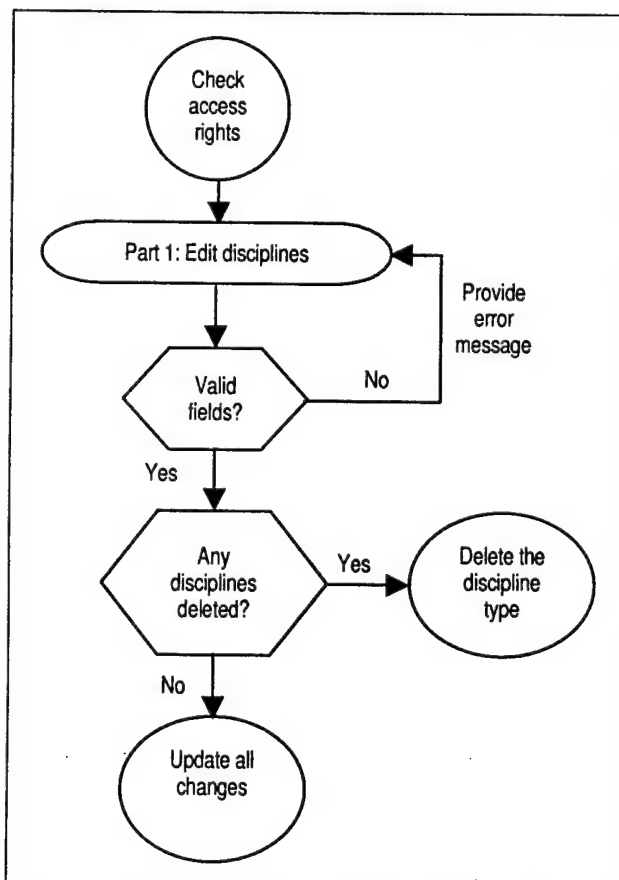 Check
access
rights
Part 1: Edit disciplines
Provide
error
message
Valid
fields?
No
Yes
Any
disciplines
deleted?
Yes
Delete the
discipline
type
No
Update all
changes